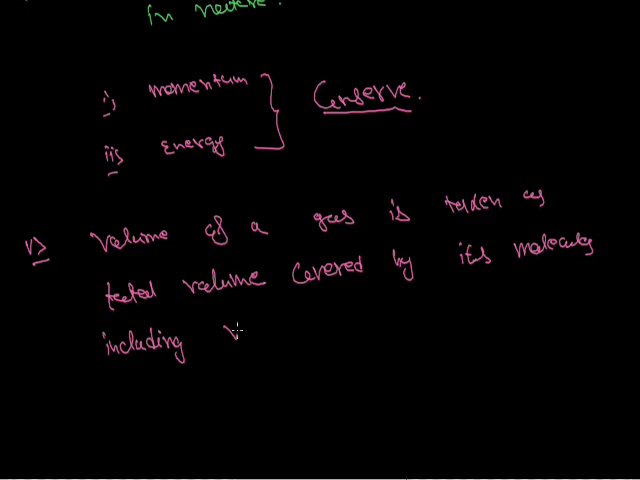 in nature.
i) momentum
Conserve.
ii) Energy
V> Volume of a gas is taken as
total volume covered by its molecules
including